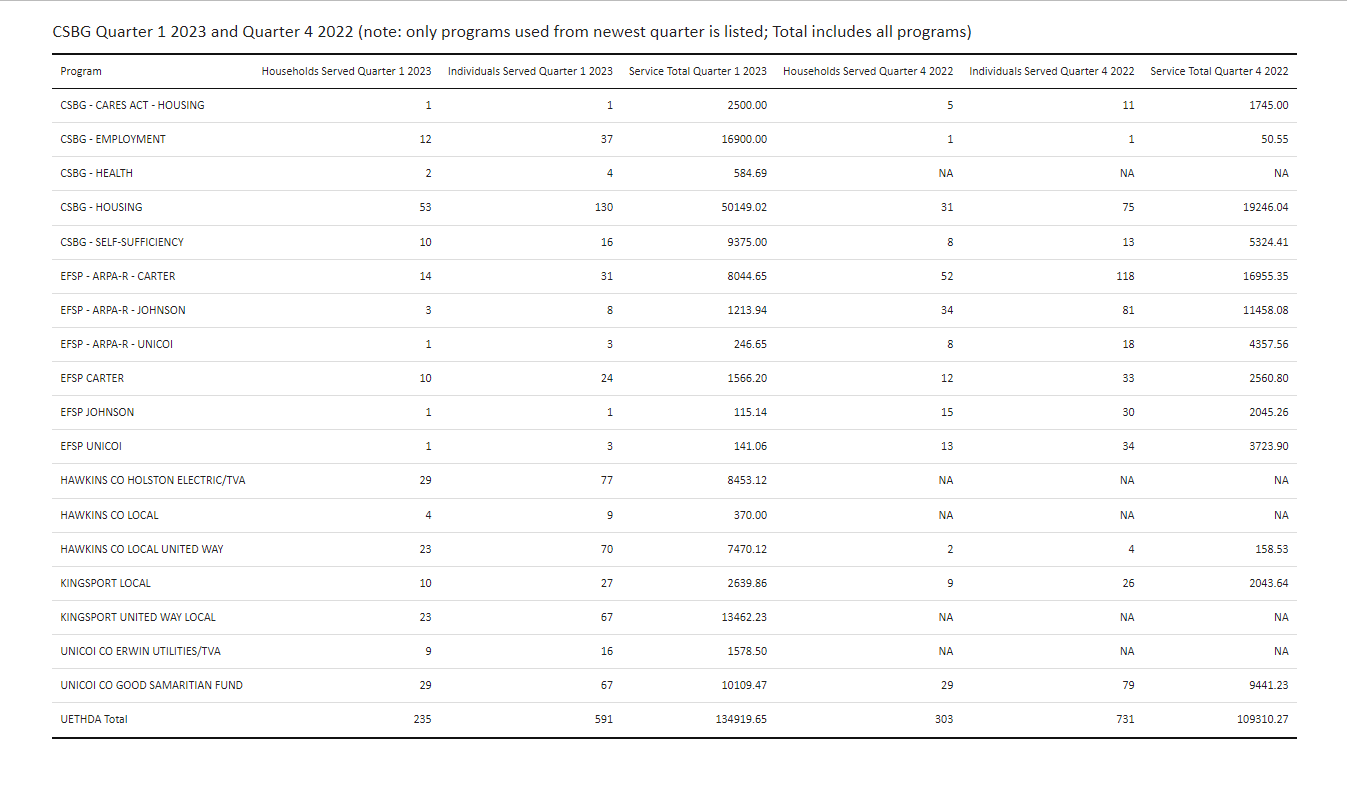 CSBG Quarter 1 2023 and Quarter 4 2022 (note: only programs used from newest quarter is listed; Total includes all programs)
Program Households Served Quarter 1 2023 Individuals Served Quarter 1 2023 Service Total Quarter 1 2023 Households Served Quarter 4 2022 Individuals Served Quarter 4 2022 Service Total Quarter 4 2022
CSBG - CARES ACT - HOUSING 1 1 2500.00 5 11 1745.00
CSBG - EMPLOYMENT 12 37 16900.00 1 1 50.55
CSBG - HEALTH 2 4 584.69 NA NA NA
CSBG - HOUSING 53 130 50149.02 31 75 19246.04
CSBG - SELF-SUFFICIENCY 10 16 9375.00 8 13 5324.41
EFSP - ARPA-R - CARTER 14 31 8044.65 52 118 16955.35
EFSP - ARPA-R - JOHNSON 3 8 1213.94 34 81 11458.08
EFSP - ARPA-R - UNICOI 1 3 246.65 8 18 4357.56
EFSP CARTER 10 24 1566.20 12 33 2560.80
EFSP JOHNSON 1 1 115.14 15 30 2045.26
EFSP UNICOI 1 3 141.06 13 34 3723.90
HAWKINS CO HOLSTON ELECTRIC/TVA 29 77 8453.12 NA NA NA
HAWKINS CO LOCAL 4 9 370.00 NA NA NA
HAWKINS CO LOCAL UNITED WAY 23 70 7470.12 2 4 158.53
KINGSPORT LOCAL 10 27 2639.86 9 26 2043.64
KINGSPORT UNITED WAY LOCAL 23 67 13462.23 NA NA NA
UNICOI CO ERWIN UTILITIES/TVA 9 16 1578.50 NA NA NA
UNICOI CO GOOD SAMARITIAN FUND 29 67 10109.47 29 79 9441.23
UETHDA Total 235 591 134919.65 303 731 109310.27